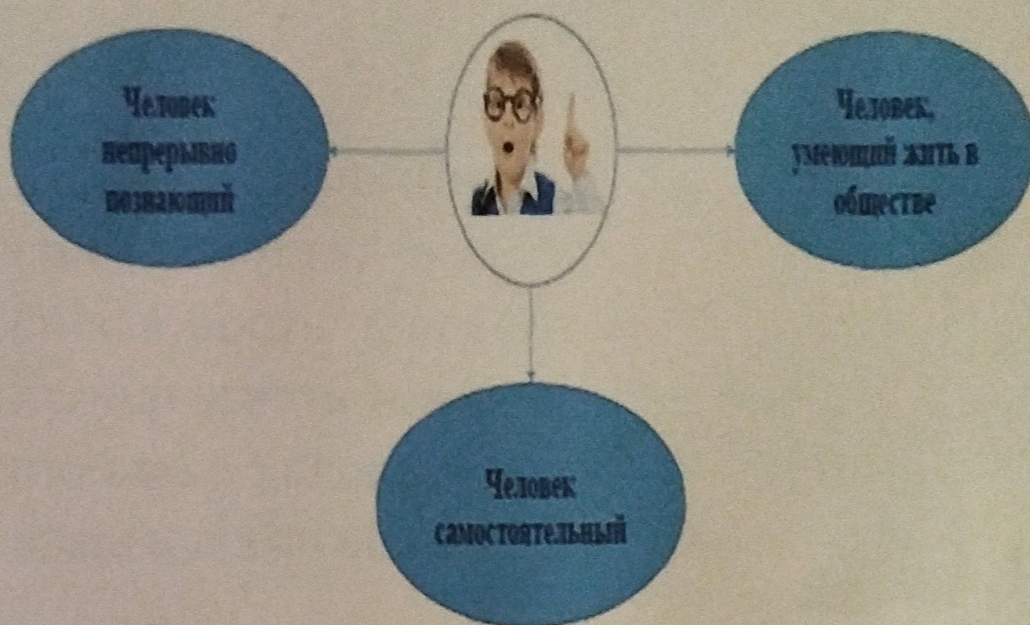 Человек
непрерывно
познающий
Человек,
умеющий жить в
обществе
Человек
самостоятельный